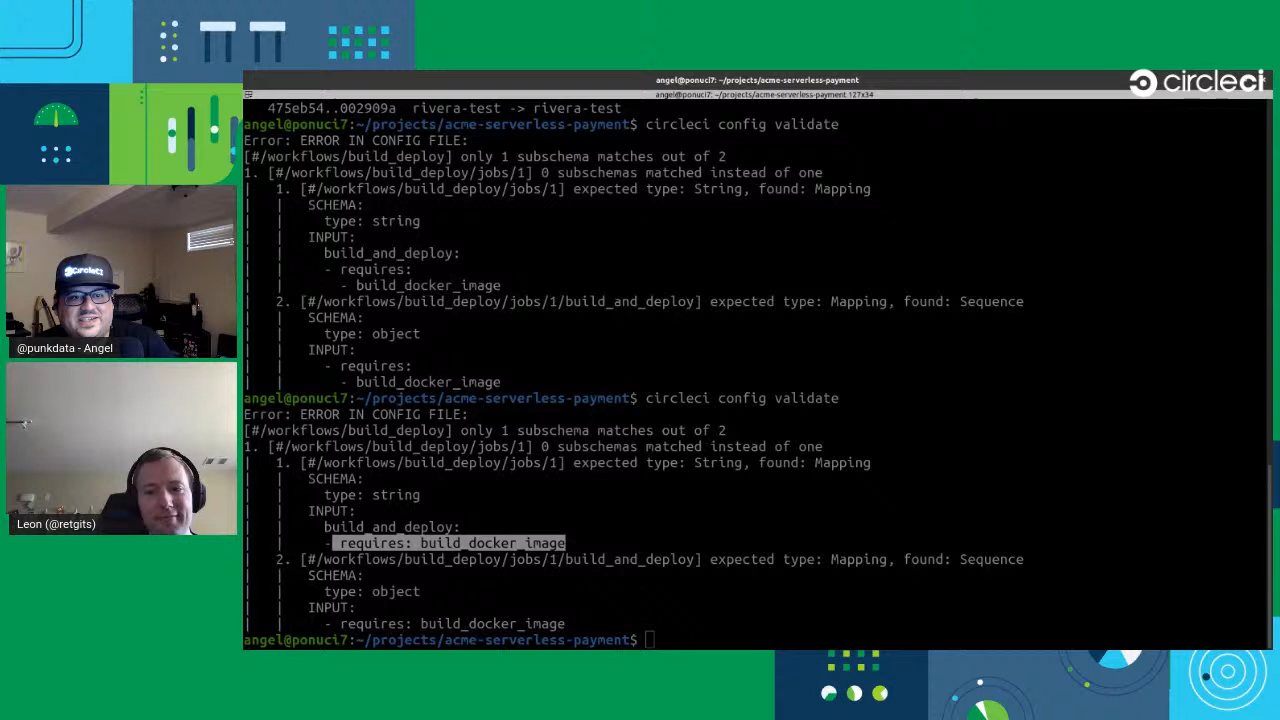 angel@ponuci7: ~/projects/acme-serverless-payment
circleci
angel@ponuci7: ~/projects/acme-serverless-payment 127x34
475eb54..002909a  rivera-test -> rivera-test
angel@ponuci7:~/projects/acme-serverless-payment$ circleci config validate
Error: ERROR IN CONFIG FILE:
[#/workflows/build_deploy] only 1 subschema matches out of 2
1. [#/workflows/build_deploy/jobs/1] 0 subschemas matched instead of one
|   1. [#/workflows/build_deploy/jobs/1] expected type: String, found: Mapping
|   |   SCHEMA:
|   |     type: string
|   |   INPUT:
|   |     build_and_deploy:
|   |     - requires:
|   |       - build_docker_image
|   2. [#/workflows/build_deploy/jobs/1/build_and_deploy] expected type: Mapping, found: Sequence
|   |   SCHEMA:
|   |     type: object
|   |   INPUT:
|   |     - requires:
|   |       - build_docker_image
angel@ponuci7:~/projects/acme-serverless-payment$ circleci config validate
Error: ERROR IN CONFIG FILE:
[#/workflows/build_deploy] only 1 subschema matches out of 2
1. [#/workflows/build_deploy/jobs/1] 0 subschemas matched instead of one
|   1. [#/workflows/build_deploy/jobs/1] expected type: String, found: Mapping
|   |   SCHEMA:
|   |     type: string
|   |   INPUT:
|   |     build_and_deploy:
|   |     - requires: build_docker_image
|   2. [#/workflows/build_deploy/jobs/1/build_and_deploy] expected type: Mapping, found: Sequence
|   |   SCHEMA:
|   |     type: object
|   |   INPUT:
|   |     - requires: build_docker_image
angel@ponuci7:~/projects/acme-serverless-payment$
circleci
@punkdata - Angel
Leon (@retgits)